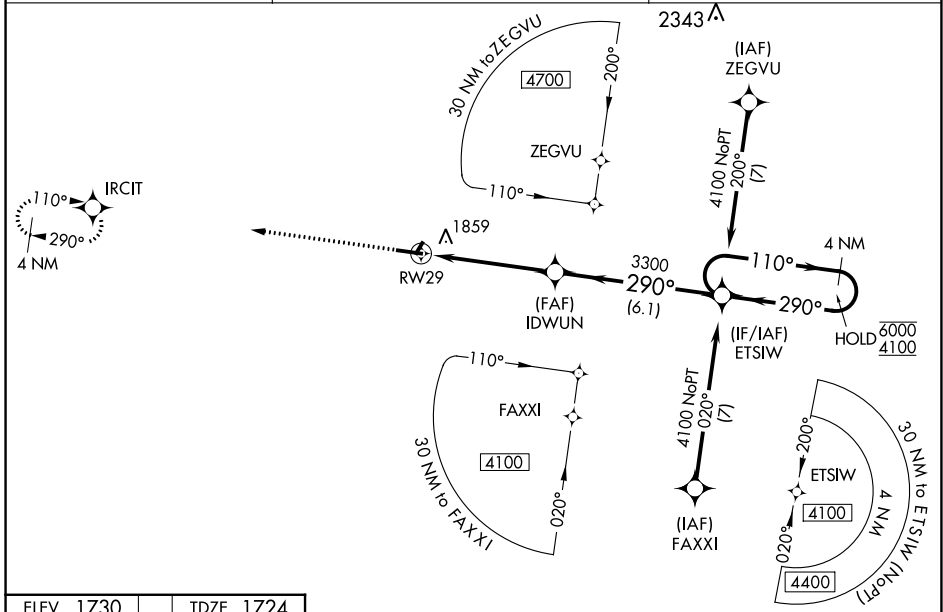 2343
(IAF)
ZEGVU
30 NM to ZEGVU
4700
200°
ZEGVU
110°
4100 NoPT
200°
(7)
110°
IRCIT
290°
4 NM
1859
RW29
3300
290°
(6.1)
(FAF)
IDWUN
110°
4 NM
290°
HOLD 6000
4100
(IF/IAF)
ETSIW
110°
FAXXI
4100
020°
30 NM to FAXXI
4100 NoPT
020°
(7)
(IAF)
FAXXI
200°
ETSIW
4100
020°
4 NM
4400
30 NM to ETSIW (NoPT)
ELEV 1730 TDZE 1724